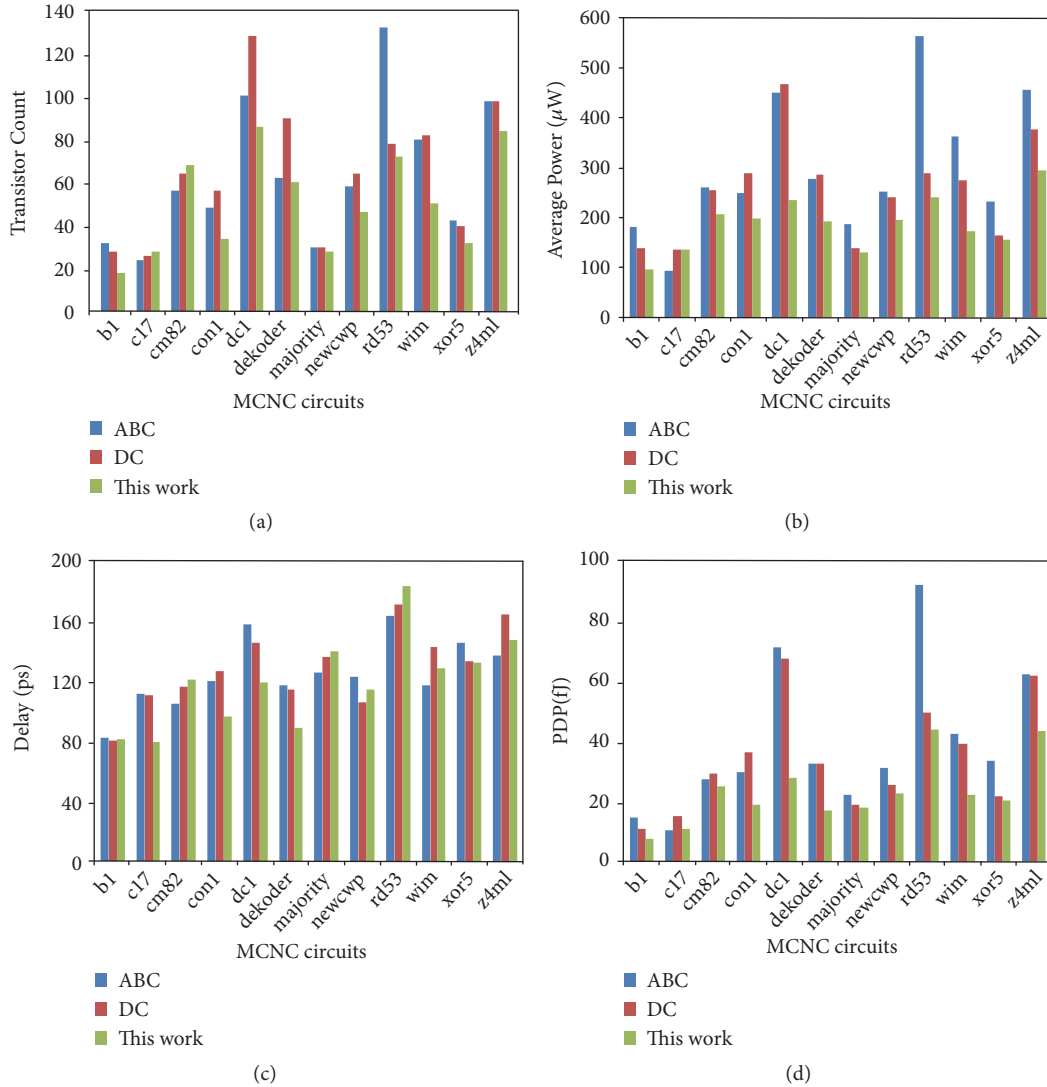 140
120
100
80
60
40
20
0
Transistor Count
b1 c17 cm82 con1 dc1 dekoder majority newcwp rd53 wim xor5 z4ml
MCNC circuits
ABC
DC
This work
(a)
600
500
400
300
200
100
0
Average Power (μW)
b1 c17 cm82 con1 dc1 dekoder majority newcwp rd53 wim xor5 z4ml
MCNC circuits
ABC
DC
This work
(b)
200
160
120
80
40
0
Delay (ps)
b1 c17 cm82 con1 dc1 dekoder majority newcwp rd53 wim xor5 z4ml
MCNC circuits
ABC
DC
This work
(c)
100
80
60
40
20
0
PDP(fJ)
b1 c17 cm82 con1 dc1 dekoder majority newcwp rd53 wim xor5 z4ml
MCNC circuits
ABC
DC
This work
(d)